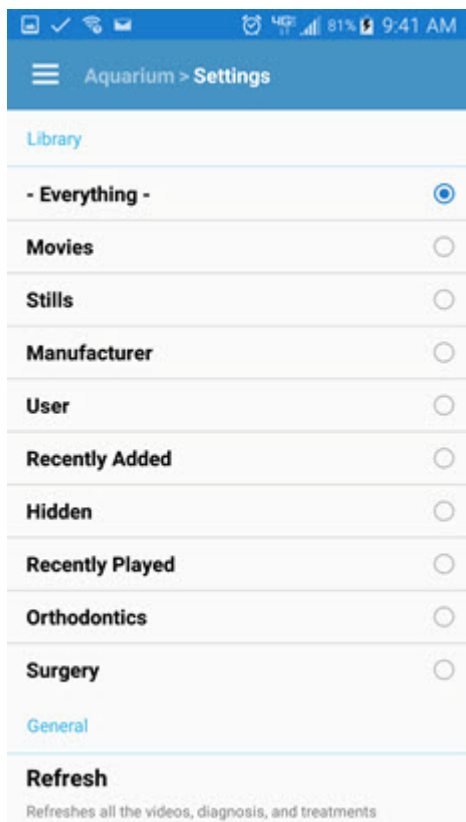 4G 81% 9:41 AM
Aquarium > Settings
Library
- Everything -
Movies
Stills
Manufacturer
User
Recently Added
Hidden
Recently Played
Orthodontics
Surgery
General
Refresh
Refreshes all the videos, diagnosis, and treatments